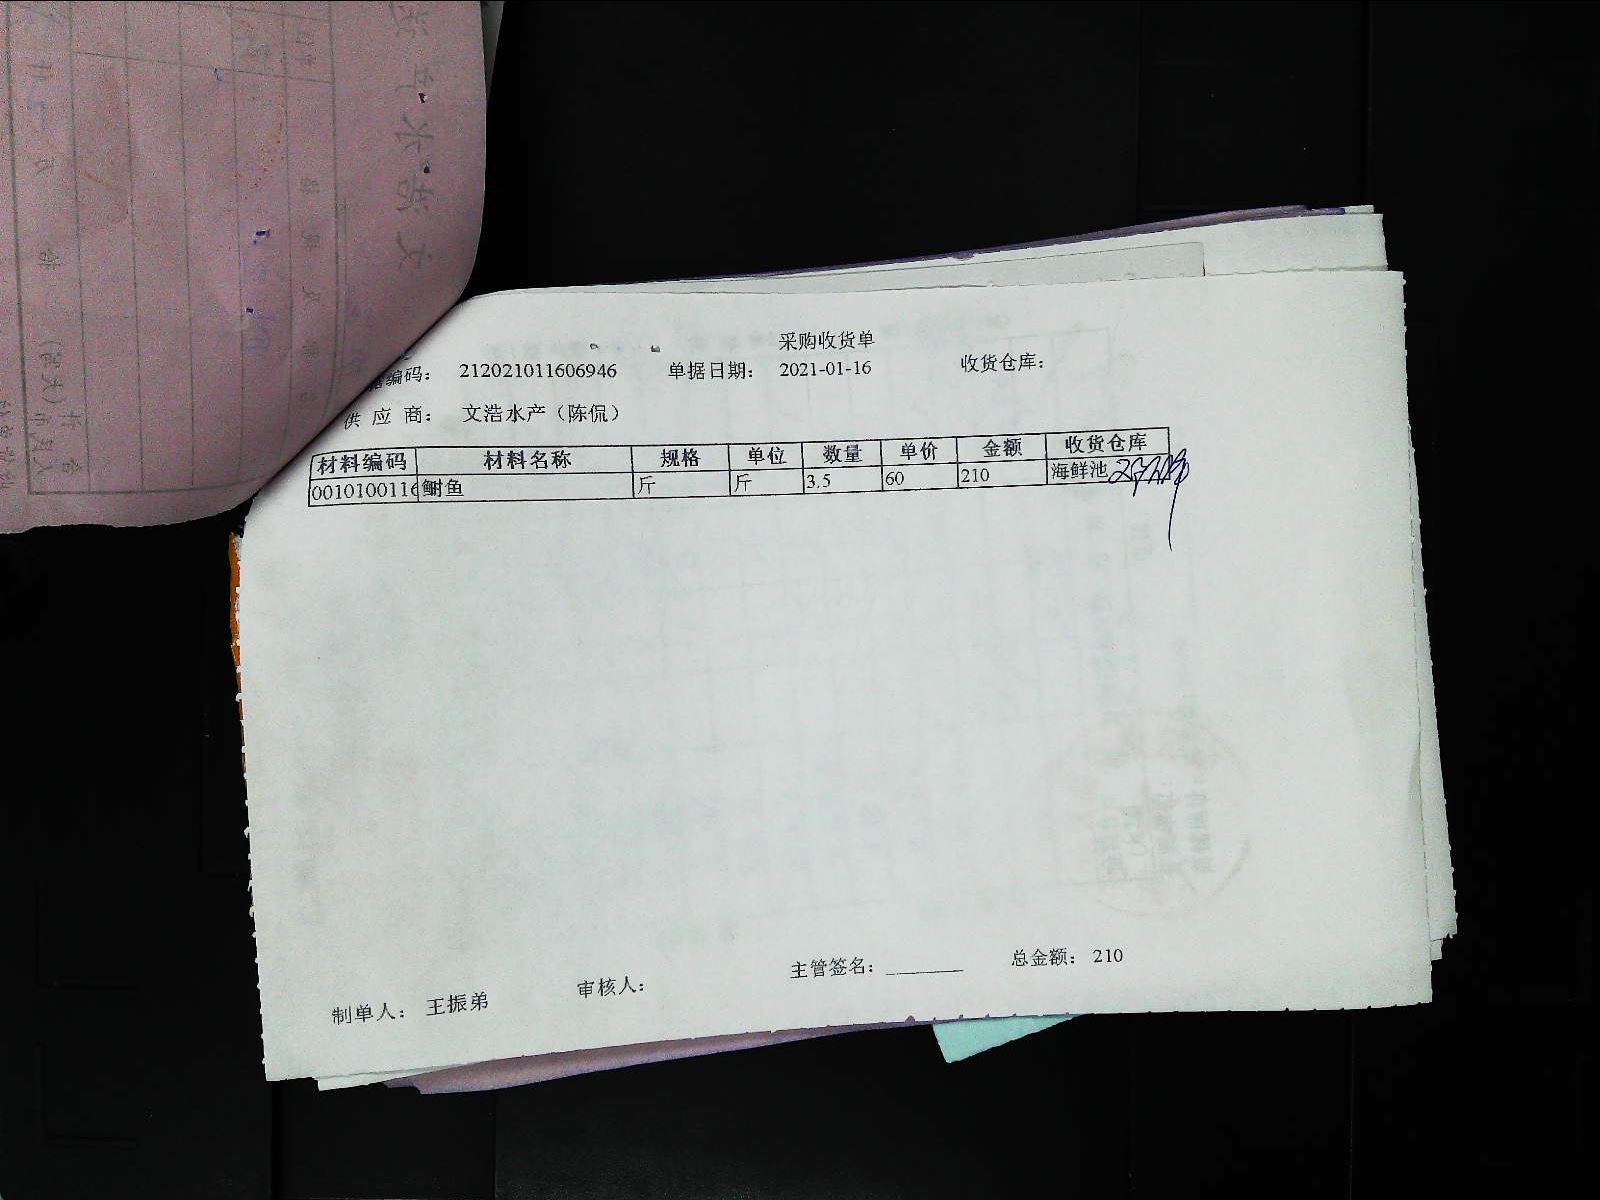 采购收货单
编码： 212021011606946 单据日期： 2021-01-16 收货仓库：
供 应 商： 文浩水产（陈侃）
材料编码 材料名称 规格 单位 数量 单价 金额 收货仓库
0010100116 鲥鱼 斤 斤 3.5 60 210 海鲜池
主管签名：________ 总金额： 210
制单人： 王振弟 审核人：